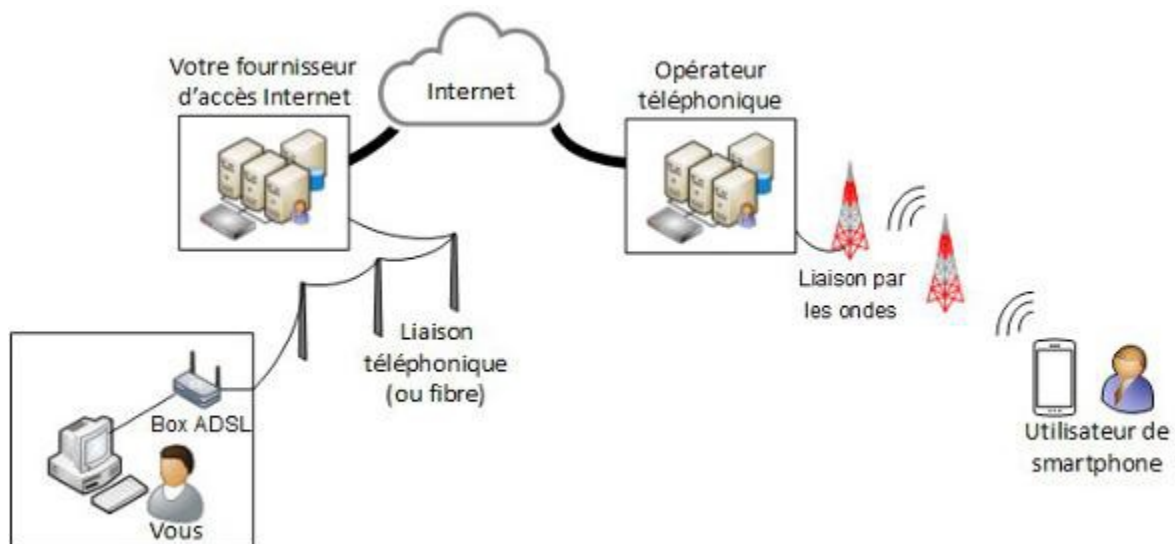 Votre fournisseur
d'accès Internet
Internet
Opérateur
téléphonique
Liaison par
les ondes
Liaison
téléphonique
(ou fibre)
Box ADSL
Vous
Utilisateur de
smartphone